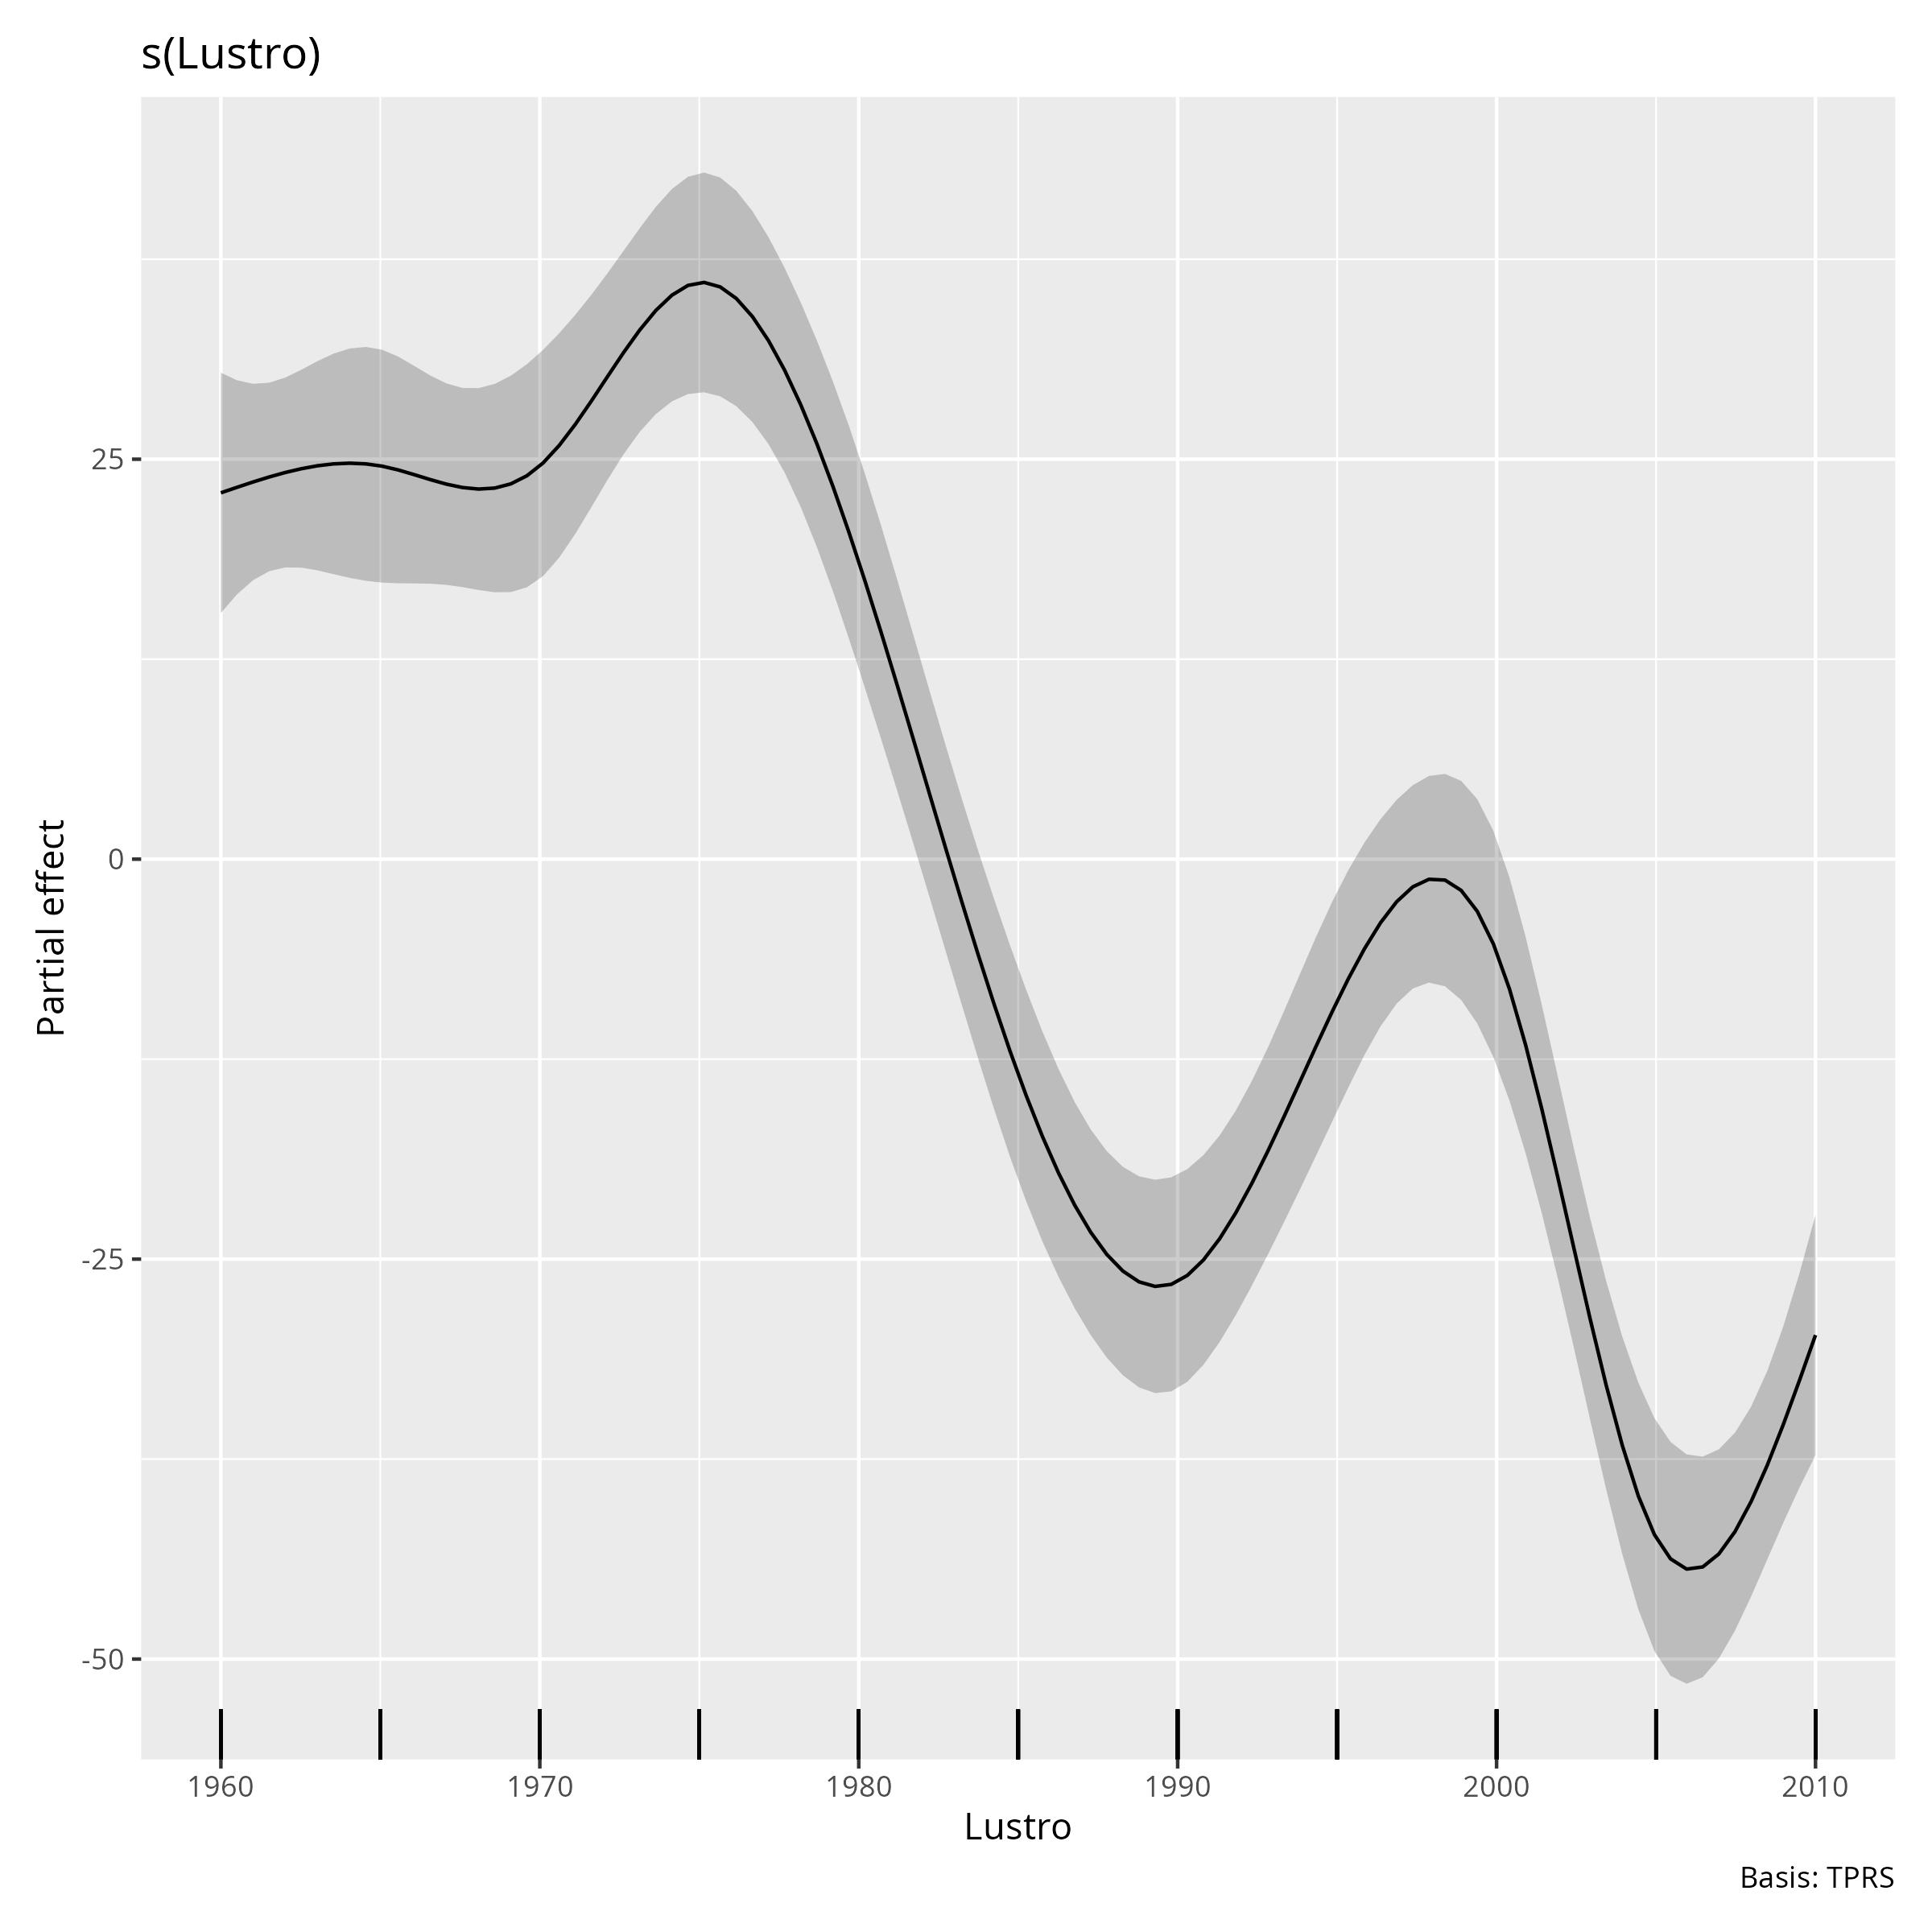 s(Lustro)
Partial effect
25
0
-25
-50
1960 1970 1980 1990 2000 2010
Lustro
Basis: TPRS